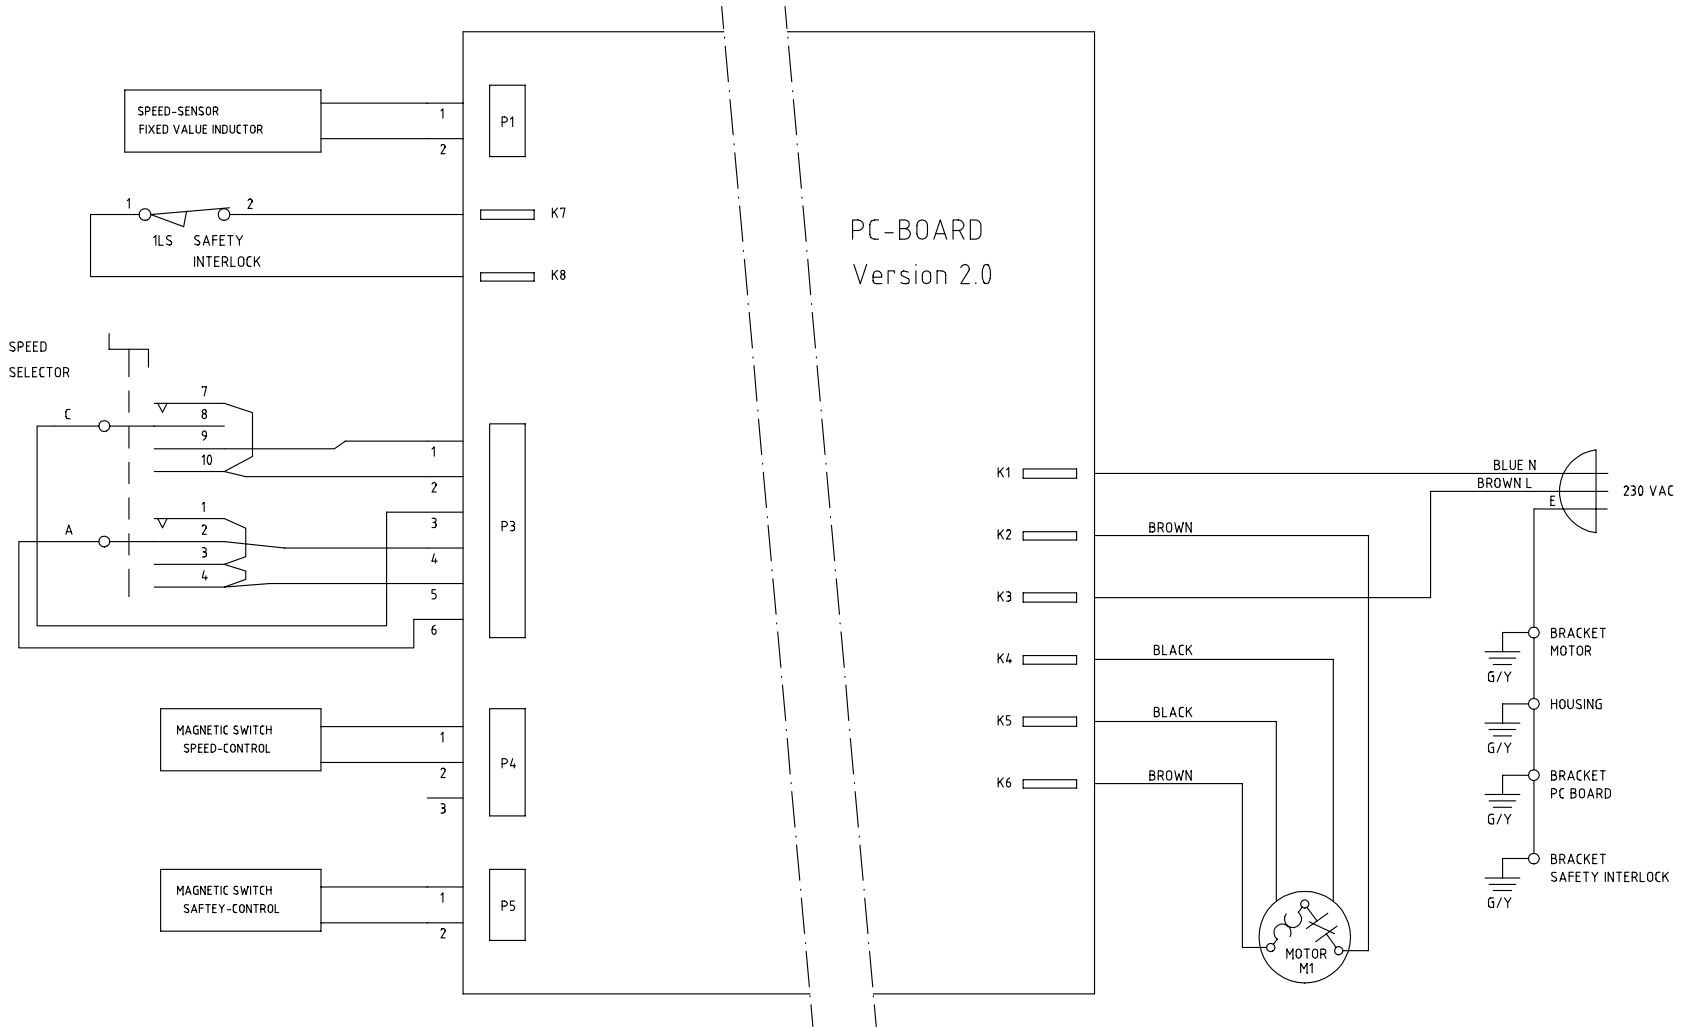 SPEED-SENSOR
FIXED VALUE INDUCTOR
1
2
P1
1
2
1LS SAFETY
INTERLOCK
K7
K8
PC-BOARD
Version 2.0
SPEED
SELECTOR
C
7
8
9
10
A
1
2
3
4
1
2
3
4
5
6
P3
MAGNETIC SWITCH
SPEED-CONTROL
1
2
3
P4
MAGNETIC SWITCH
SAFTEY-CONTROL
1
2
P5
K1
K2
K3
K4
K5
K6
BLUE N
BROWN L
E
230 VAC
BROWN
BLACK
BLACK
BROWN
MOTOR
M1
BRACKET
MOTOR
G/Y
HOUSING
G/Y
BRACKET
PC BOARD
G/Y
BRACKET
SAFETY INTERLOCK
G/Y